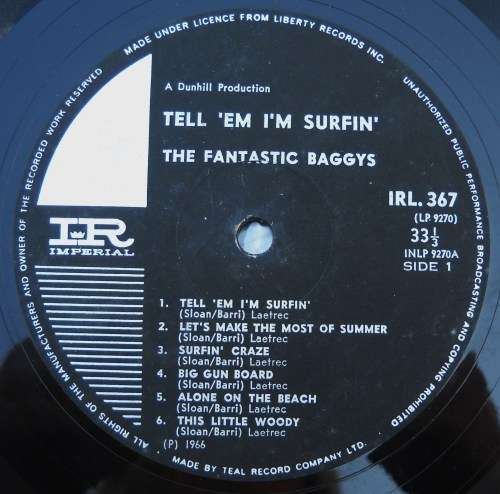 MADE UNDER LICENCE FROM LIBERTY RECORDS INC.
UNAUTHORIZED PUBLIC PERFORMANCE BROADCASTING AND COPYING PROHIBITED
ALL RIGHTS OF THE MANUFACTURERS AND OWNER OF THE RECORDED WORK RESERVED
A Dunhill Production
TELL 'EM I'M SURFIN'
THE FANTASTIC BAGGYS
IRL. 367
(LP. 9270)
33 1/3
INLP 9270A
SIDE 1
IR
IMPERIAL
1. TELL 'EM I'M SURFIN'
(Sloan/Barri) Laetrec
2. LET'S MAKE THE MOST OF SUMMER
(Sloan/Barri) Laetrec
3. SURFIN' CRAZE
(Sloan/Barri) Laetrec
4. BIG GUN BOARD
(Sloan/Barri) Laetrec
5. ALONE ON THE BEACH
(Sloan/Barri) Laetrec
6. THIS LITTLE WOODY
(Sloan/Barri) Laetrec
(P) 1966
MADE BY TEAL RECORD COMPANY LTD.